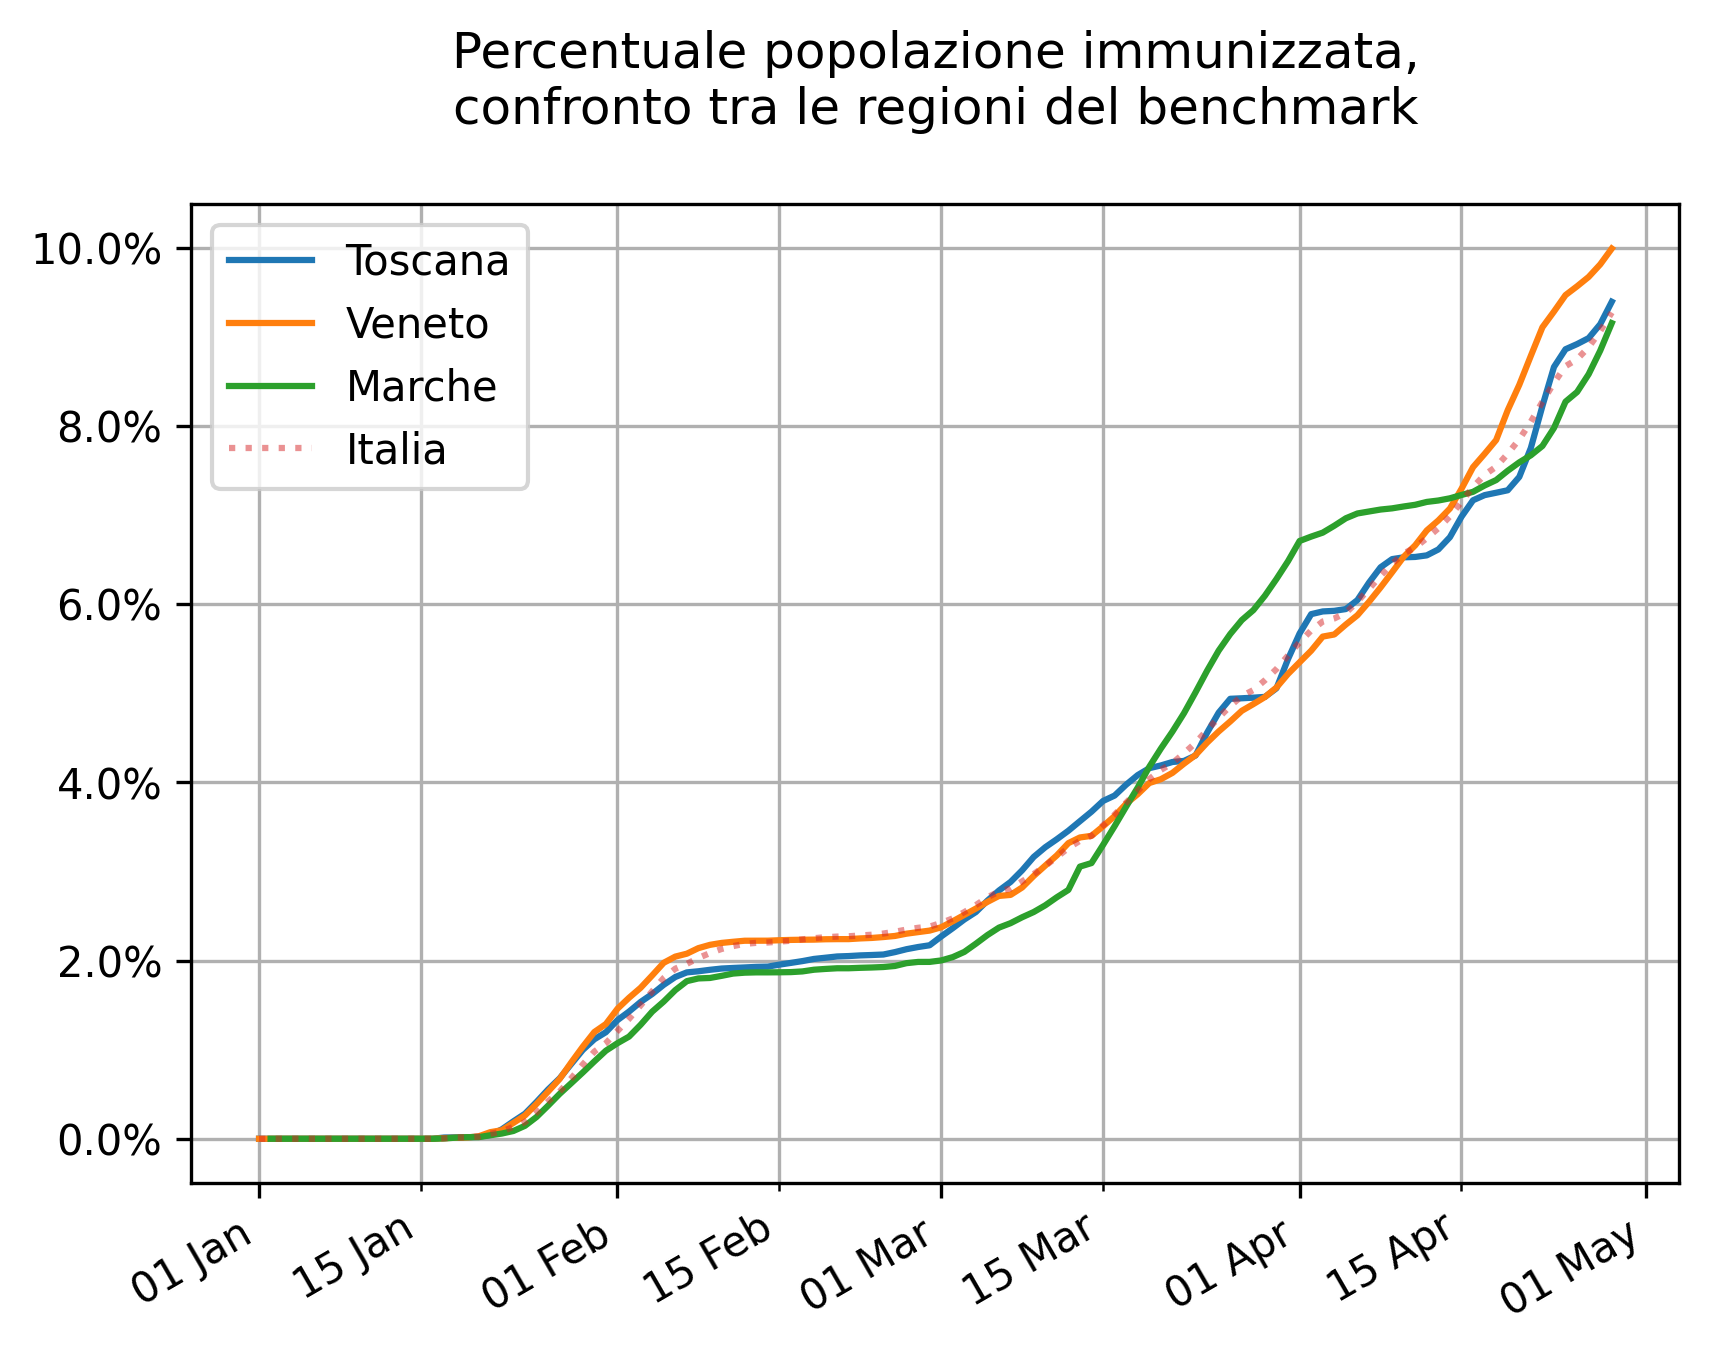 Percentuale popolazione immunizzata,
confronto tra le regioni del benchmark
Toscana
Veneto
Marche
Italia
10.0%
8.0%
6.0%
4.0%
2.0%
0.0%
01 Jan
15 Jan
01 Feb
15 Feb
01 Mar
15 Mar
01 Apr
15 Apr
01 May